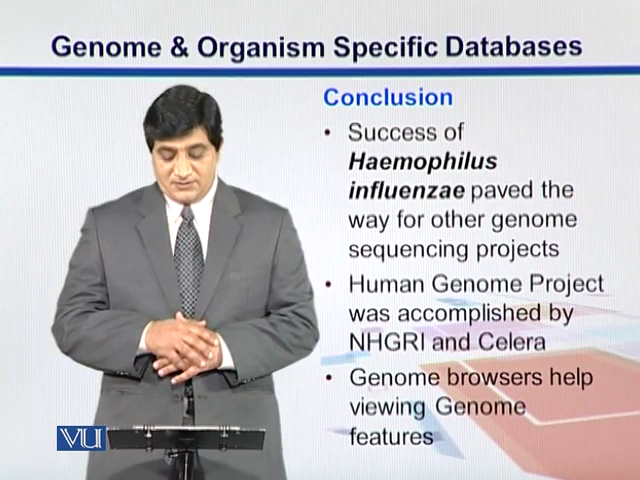 Genome & Organism Specific Databases
Conclusion
• Success of
Haemophilus
influenzae paved the
way for other genome
sequencing projects
• Human Genome Project
was accomplished by
NHGRI and Celera
• Genome browsers help
viewing Genome
features
VU